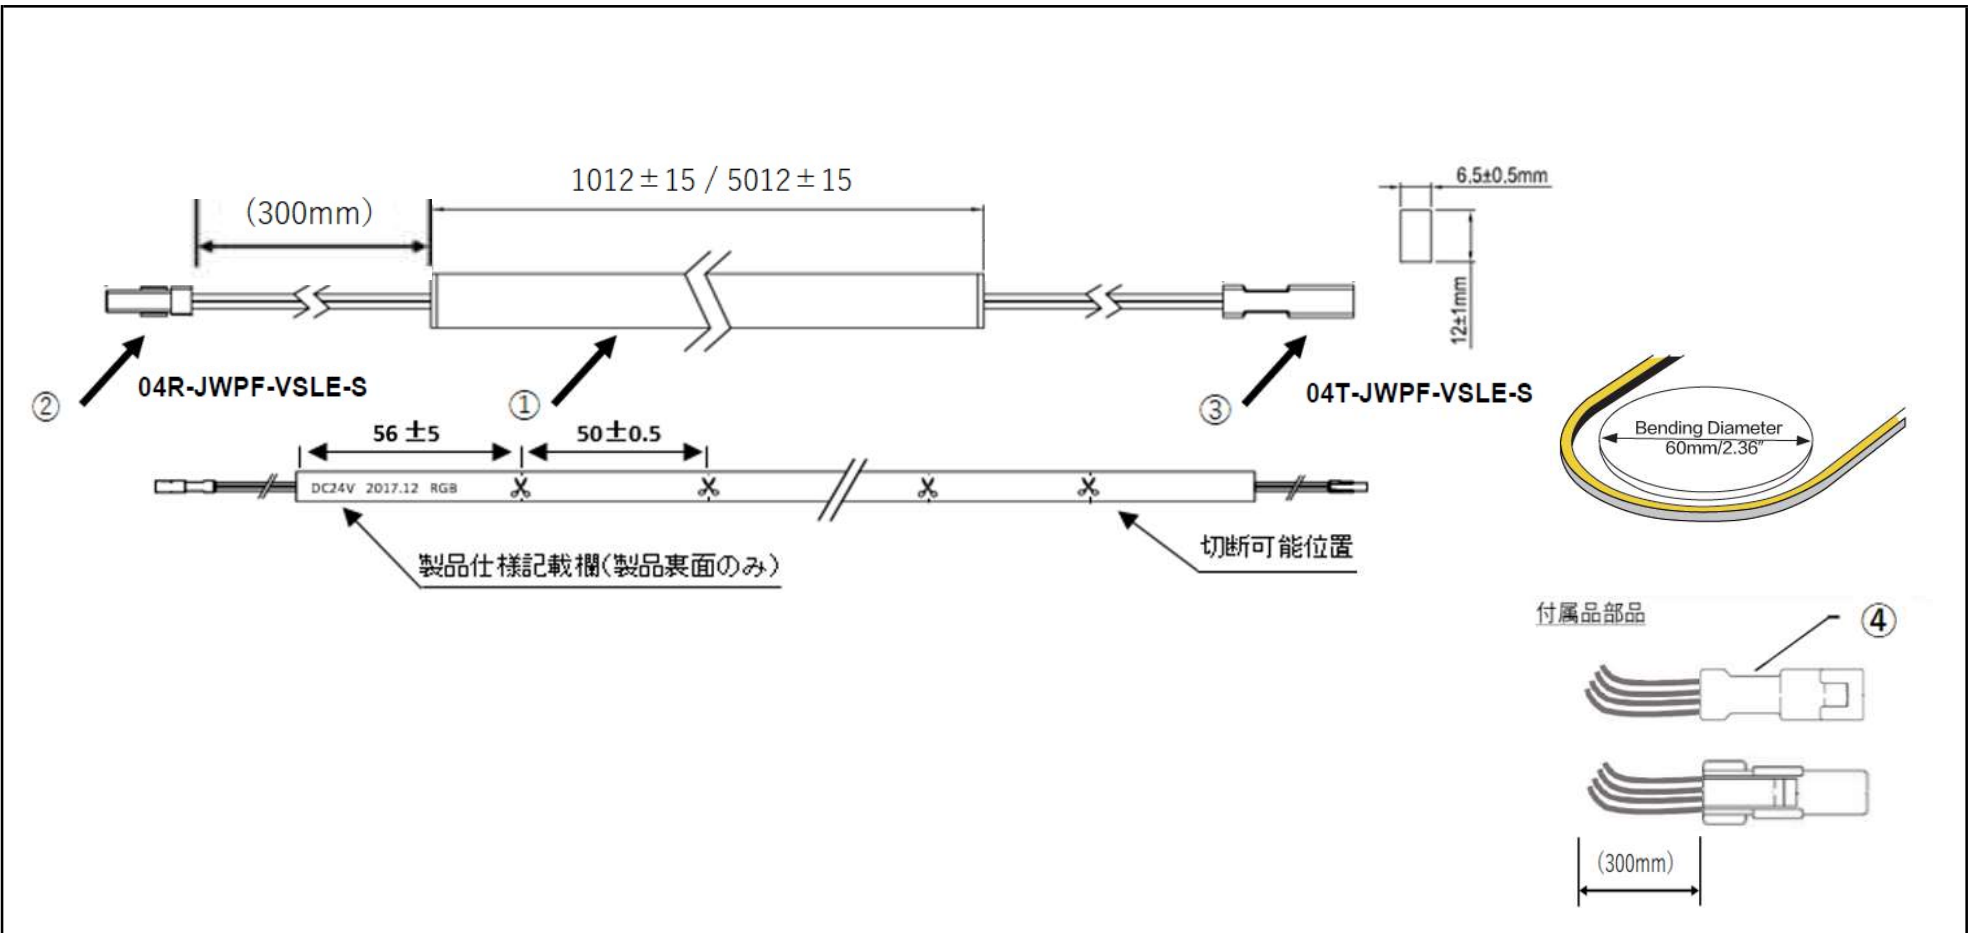 1012±15 / 5012±15
(300mm)
6.5±0.5mm
12±1mm
② 04R-JWPF-VSLE-S
①
③ 04T-JWPF-VSLE-S
56 ±5
50±0.5
DC24V 2017.12 RGB
Bending Diameter
60mm/2.36"
製品仕様記載欄(製品裏面のみ)
切断可能位置
付属品部品
④
(300mm)